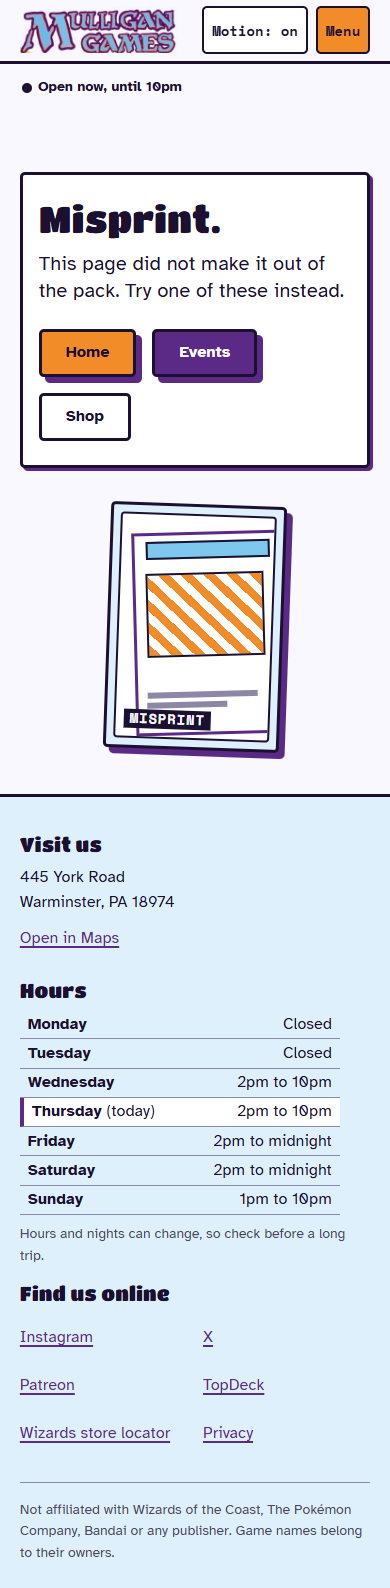 MULLIGAN
GAMES
Motion: on
Menu
Open now, until 10pm
Misprint.
This page did not make it out of
the pack. Try one of these instead.
Home
Events
Shop
MISPRINT
Visit us
445 York Road
Warminster, PA 18974
Open in Maps
Hours
Monday Closed
Tuesday Closed
Wednesday 2pm to 10pm
Thursday (today) 2pm to 10pm
Friday 2pm to midnight
Saturday 2pm to midnight
Sunday 1pm to 10pm
Hours and nights can change, so check before a long
trip.
Find us online
Instagram X
Patreon TopDeck
Wizards store locator Privacy
Not affiliated with Wizards of the Coast, The Pokémon
Company, Bandai or any publisher. Game names belong
to their owners.